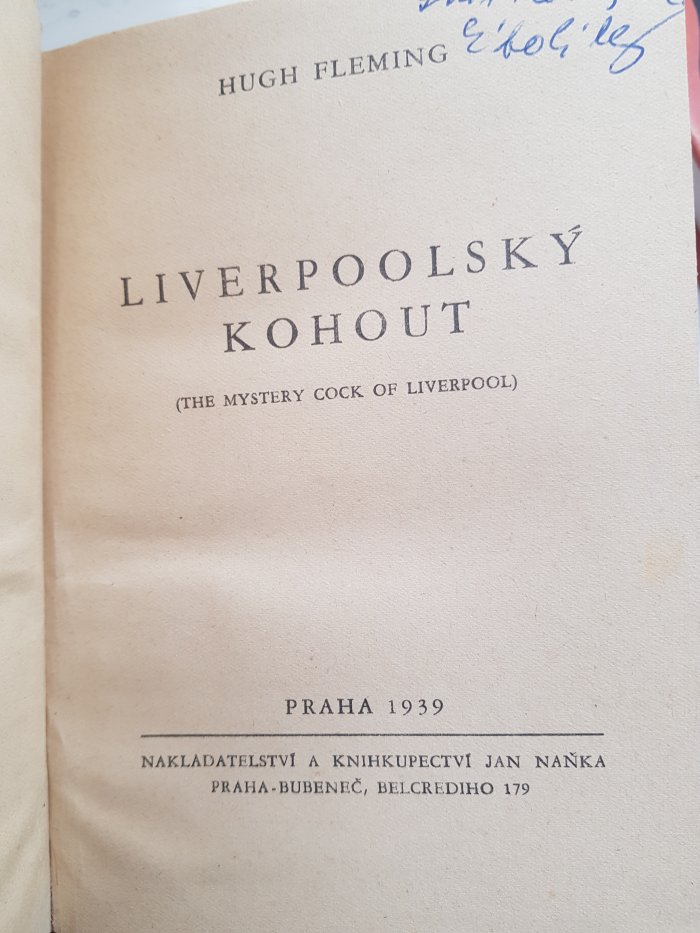 HUGH FLEMING
LIVERPOOLSKÝ
KOHOUT
(THE MYSTERY COCK OF LIVERPOOL)
PRAHA 1939
NAKLADATELSTVÍ A KNIHKUPECTVÍ JAN NAŇKA
PRAHA-BUBENEČ, BELCREDIHO 179